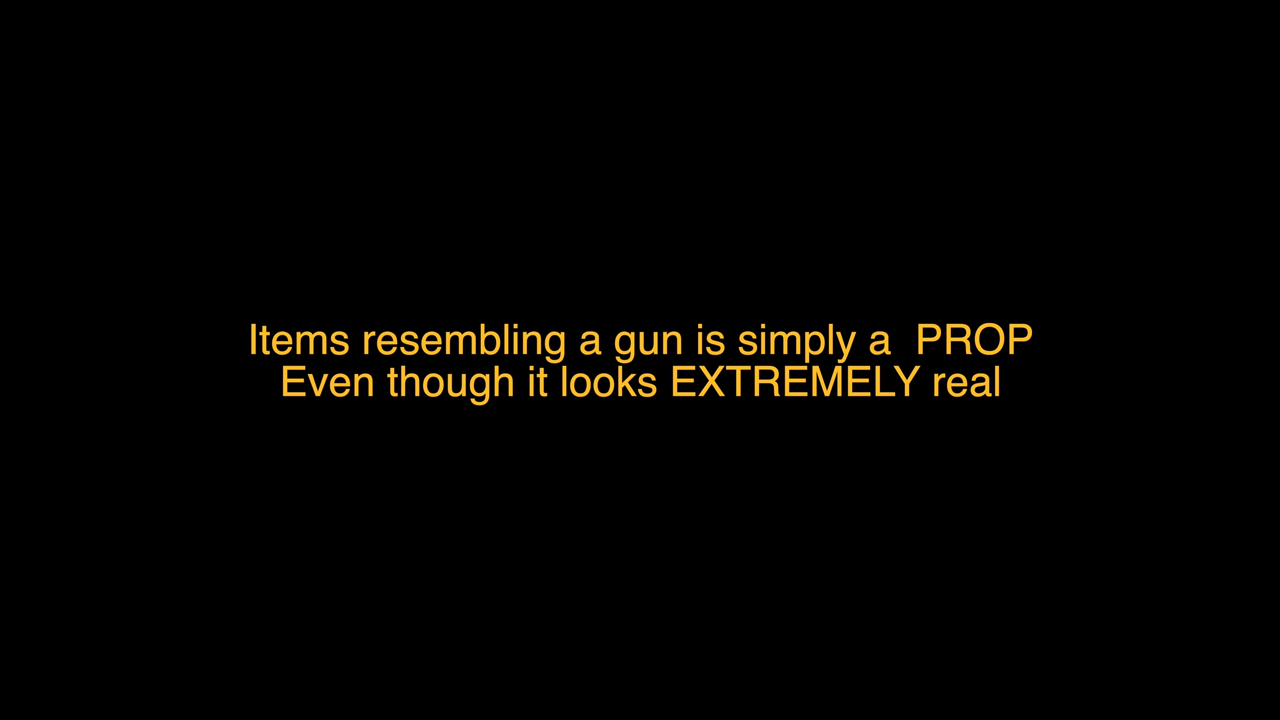 Items resembling a gun is simply a  PROP
Even though it looks EXTREMELY real